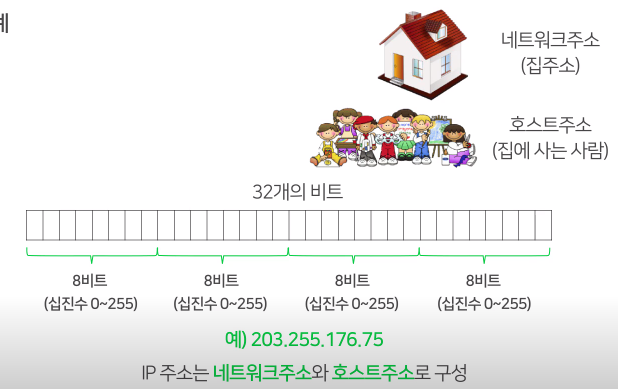 계
네트워크주소
(집주소)
호스트주소
(집에 사는 사람)
32개의 비트
8비트 8비트 8비트 8비트
(십진수 0~255) (십진수 0~255) (십진수 0~255) (십진수 0~255)
예) 203.255.176.75
IP 주소는 네트워크주소와 호스트주소로 구성